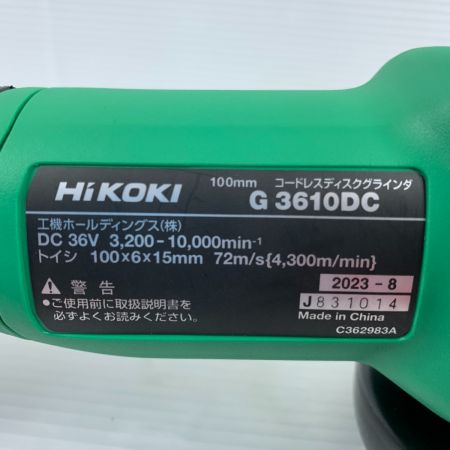 HiKOKI 100mm コードレスディスクグラインダ
G 3610DC
工機ホールディングス(株)
DC 36V 3,200-10,000min-1
トイシ 100×6×15mm 72m/s{4,300m/min}
⚠ 警告
●ご使用前に取扱説明書を
必ずよくお読みください。
2023-8
J831014
Made in China
C362983A